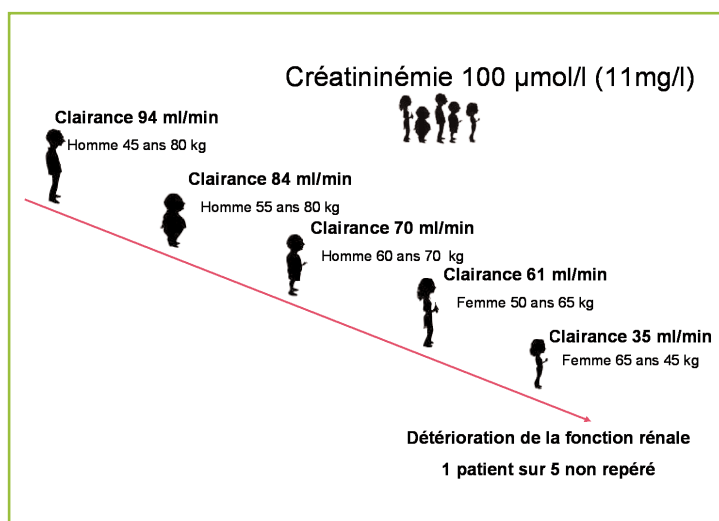 Créatininémie 100 µmol/l (11mg/l)
Clairance 94 ml/min
Homme 45 ans 80 kg
Clairance 84 ml/min
Homme 55 ans 80 kg
Clairance 70 ml/min
Homme 60 ans 70 kg
Clairance 61 ml/min
Femme 50 ans 65 kg
Clairance 35 ml/min
Femme 65 ans 45 kg
Détérioration de la fonction rénale
1 patient sur 5 non repéré